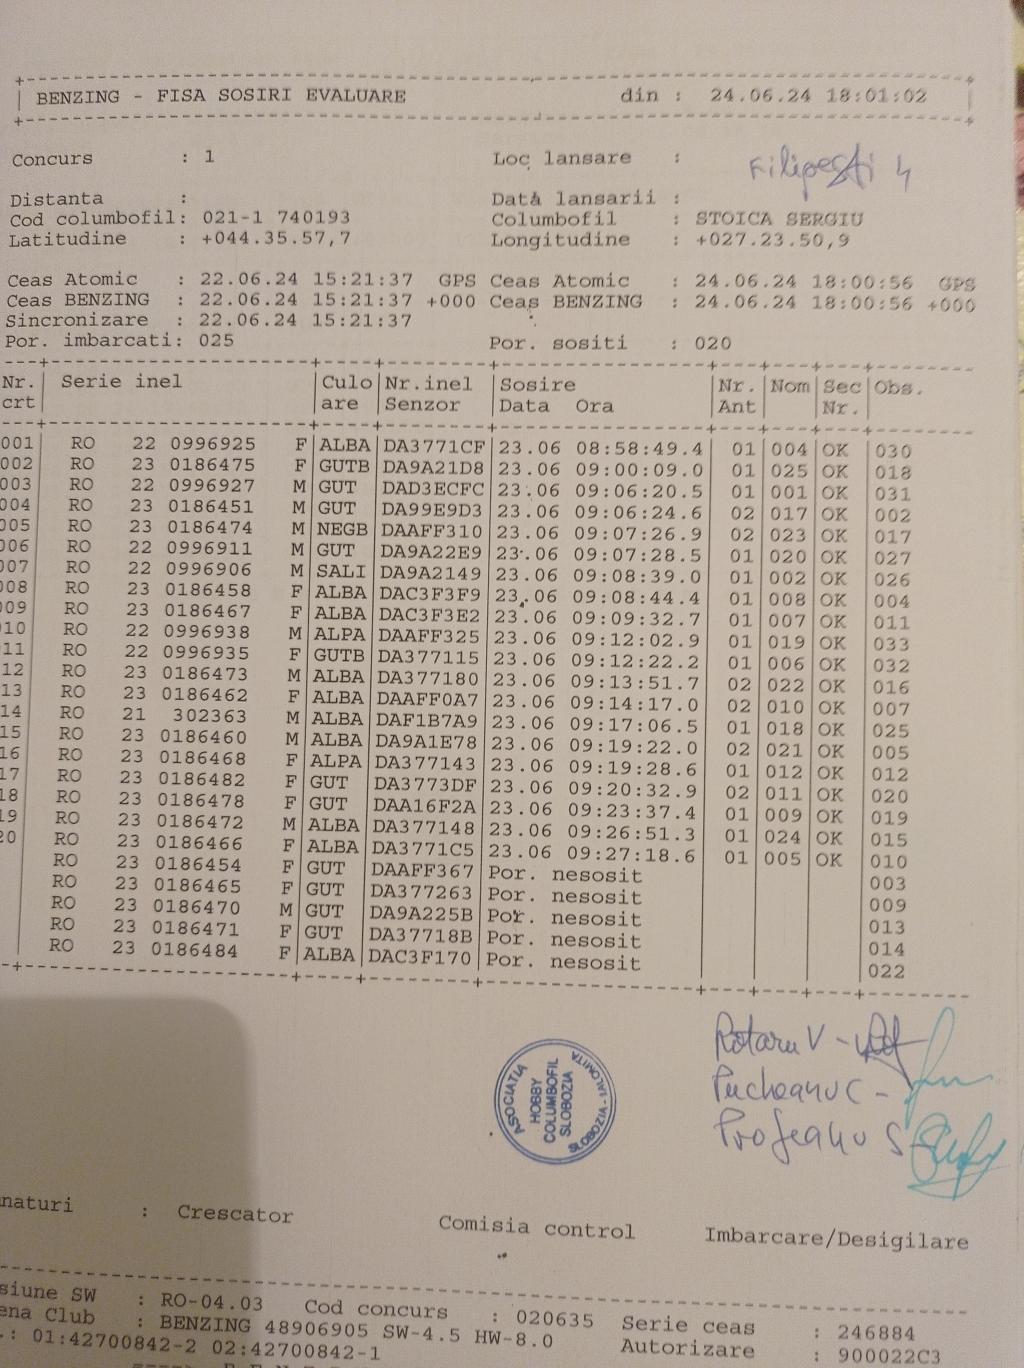 BENZING - FISA SOSIRI EVALUARE din : 24.06.24 18:01:02
Concurs : 1 Loc lansare : Filipesti 4
Distanta : Data lansarii :
Cod columbofil: 021-1 740193 Columbofil : STOICA SERGIU
Latitudine : +044.35.57,7 Longitudine : +027.23.50,9
Ceas Atomic : 22.06.24 15:21:37 GPS Ceas Atomic : 24.06.24 18:00:56 GPS
Ceas BENZING : 22.06.24 15:21:37 +000 Ceas BENZING : 24.06.24 18:00:56 +000
Sincronizare : 22.06.24 15:21:37
Por. imbarcati: 025 Por. sositi : 020
Nr. Serie inel Culo Nr.inel Sosire Nr. Nom Sec Obs.
crt are Senzor Data Ora Ant Nr.
001 RO 22 0996925 F ALBA DA3771CF 23.06 08:58:49.4 01 004 OK 030
002 RO 23 0186475 F GUTB DA9A21D8 23.06 09:00:09.0 01 025 OK 018
003 RO 22 0996927 M GUT DAD3ECFC 23.06 09:06:20.5 01 001 OK 031
004 RO 23 0186451 M GUT DA99E9D3 23.06 09:06:24.6 02 017 OK 002
005 RO 23 0186474 M NEGB DAAFF310 23.06 09:07:26.9 02 023 OK 017
006 RO 22 0996911 M GUT DA9A22E9 23.06 09:07:28.5 01 020 OK 027
007 RO 22 0996906 M SALI DA9A2149 23.06 09:08:39.0 01 002 OK 026
008 RO 23 0186458 F ALBA DAC3F3F9 23.06 09:08:44.4 01 008 OK 004
009 RO 23 0186467 F ALBA DAC3F3E2 23.06 09:09:32.7 01 007 OK 011
10 RO 22 0996938 M ALPA DAAFF325 23.06 09:12:02.9 01 019 OK 033
11 RO 22 0996935 F GUTB DA377115 23.06 09:12:22.2 01 006 OK 032
12 RO 23 0186473 M ALBA DA377180 23.06 09:13:51.7 02 022 OK 016
13 RO 23 0186462 F ALBA DAAFF0A7 23.06 09:14:17.0 02 010 OK 007
14 RO 21 302363 M ALBA DAF1B7A9 23.06 09:17:06.5 01 018 OK 025
15 RO 23 0186460 M ALBA DA9A1E78 23.06 09:19:22.0 02 021 OK 005
16 RO 23 0186468 F ALPA DA377143 23.06 09:19:28.6 01 012 OK 012
17 RO 23 0186482 F GUT DA3773DF 23.06 09:20:32.9 02 011 OK 020
18 RO 23 0186478 F GUT DAA16F2A 23.06 09:23:37.4 01 009 OK 019
19 RO 23 0186472 M ALBA DA377148 23.06 09:26:51.3 01 024 OK 015
20 RO 23 0186466 F ALBA DA3771C5 23.06 09:27:18.6 01 005 OK 010
RO 23 0186454 F GUT DAAFF367 Por. nesosit 003
RO 23 0186465 F GUT DA377263 Por. nesosit 009
RO 23 0186470 M GUT DA9A225B Por. nesosit 013
RO 23 0186471 F GUT DA37718B Por. nesosit 014
RO 23 0186484 F ALBA DAC3F170 Por. nesosit 022
Rotaru V -
Pucheanu C -
Profeanu S
ASOCIATIA
HOBBY
COLUMBOFIL
SLOBOZIA
SLOBOZIA - IALOMITA
naturi : Crescator Comisia control Imbarcare/Desigilare
siune SW : RO-04.03 Cod concurs : 020635 Serie ceas : 246884
ena Club : BENZING 48906905 SW-4.5 HW-8.0 Autorizare : 900022C3
.: 01:42700842-2 02:42700842-1